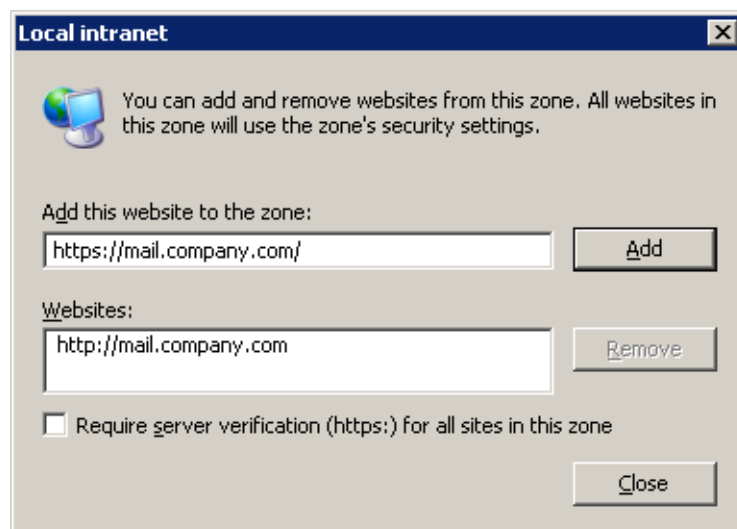 Local intranet
You can add and remove websites from this zone. All websites in
this zone will use the zone's security settings.
Add this website to the zone:
https://mail.company.com/
Add
Websites:
http://mail.company.com
Remove
Require server verification (https:) for all sites in this zone
Close